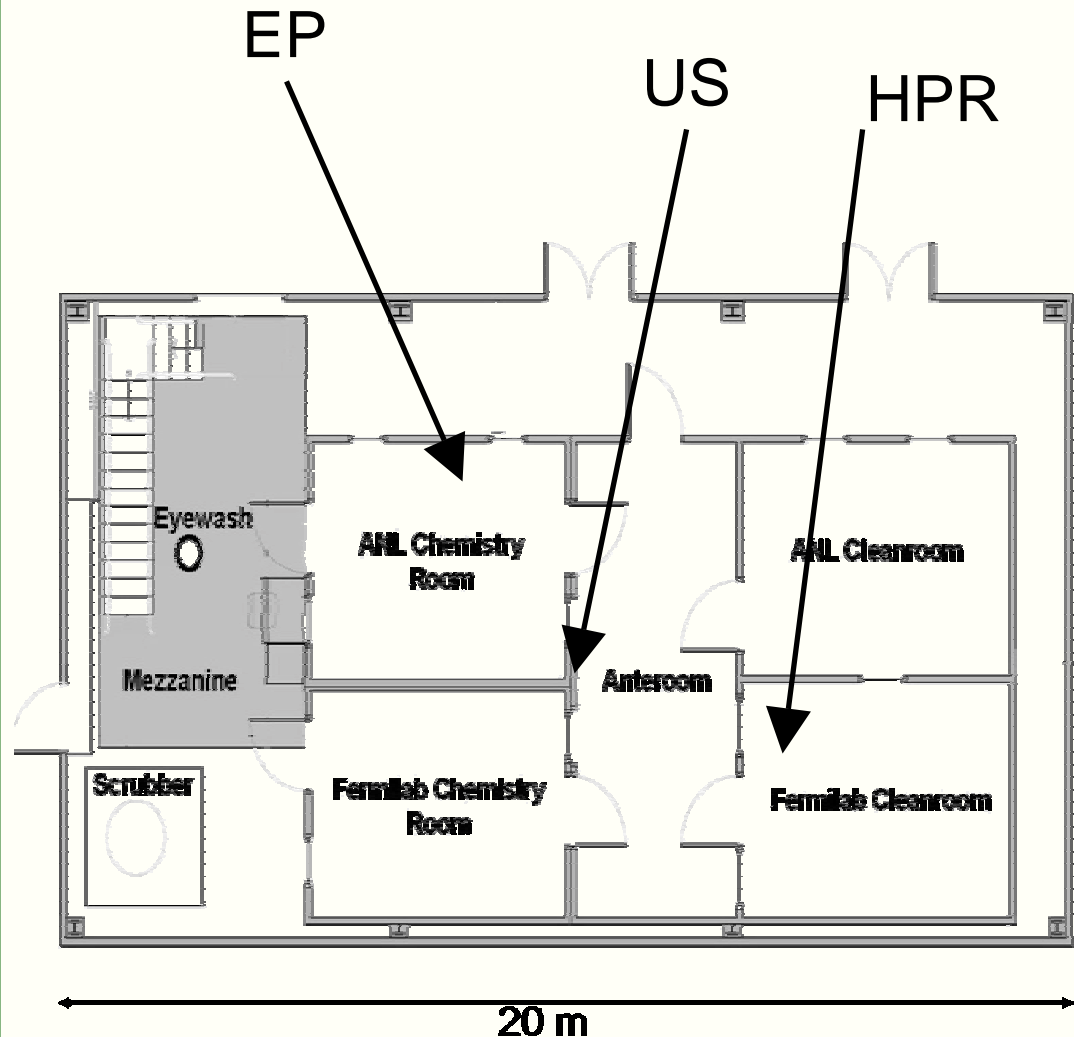 EP
US
HPR
Eyewash
ANL Chemistry
Room
ANL Cleanroom
Mezzanine
Anteroom
Scrubber
Fermilab Chemistry
Room
Fermilab Cleanroom
20 m